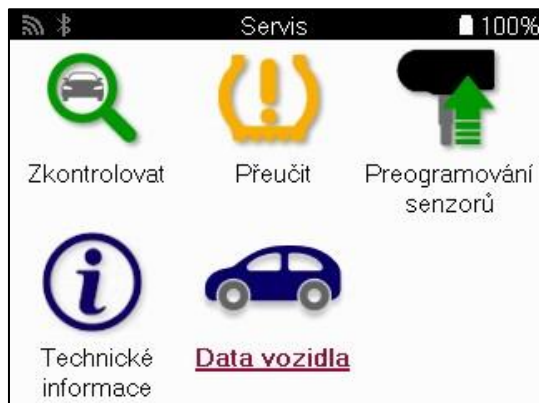 Servis 100%
Zkontrolovat Přeučit Preogramování
senzorů
Technické Data vozidla
informace